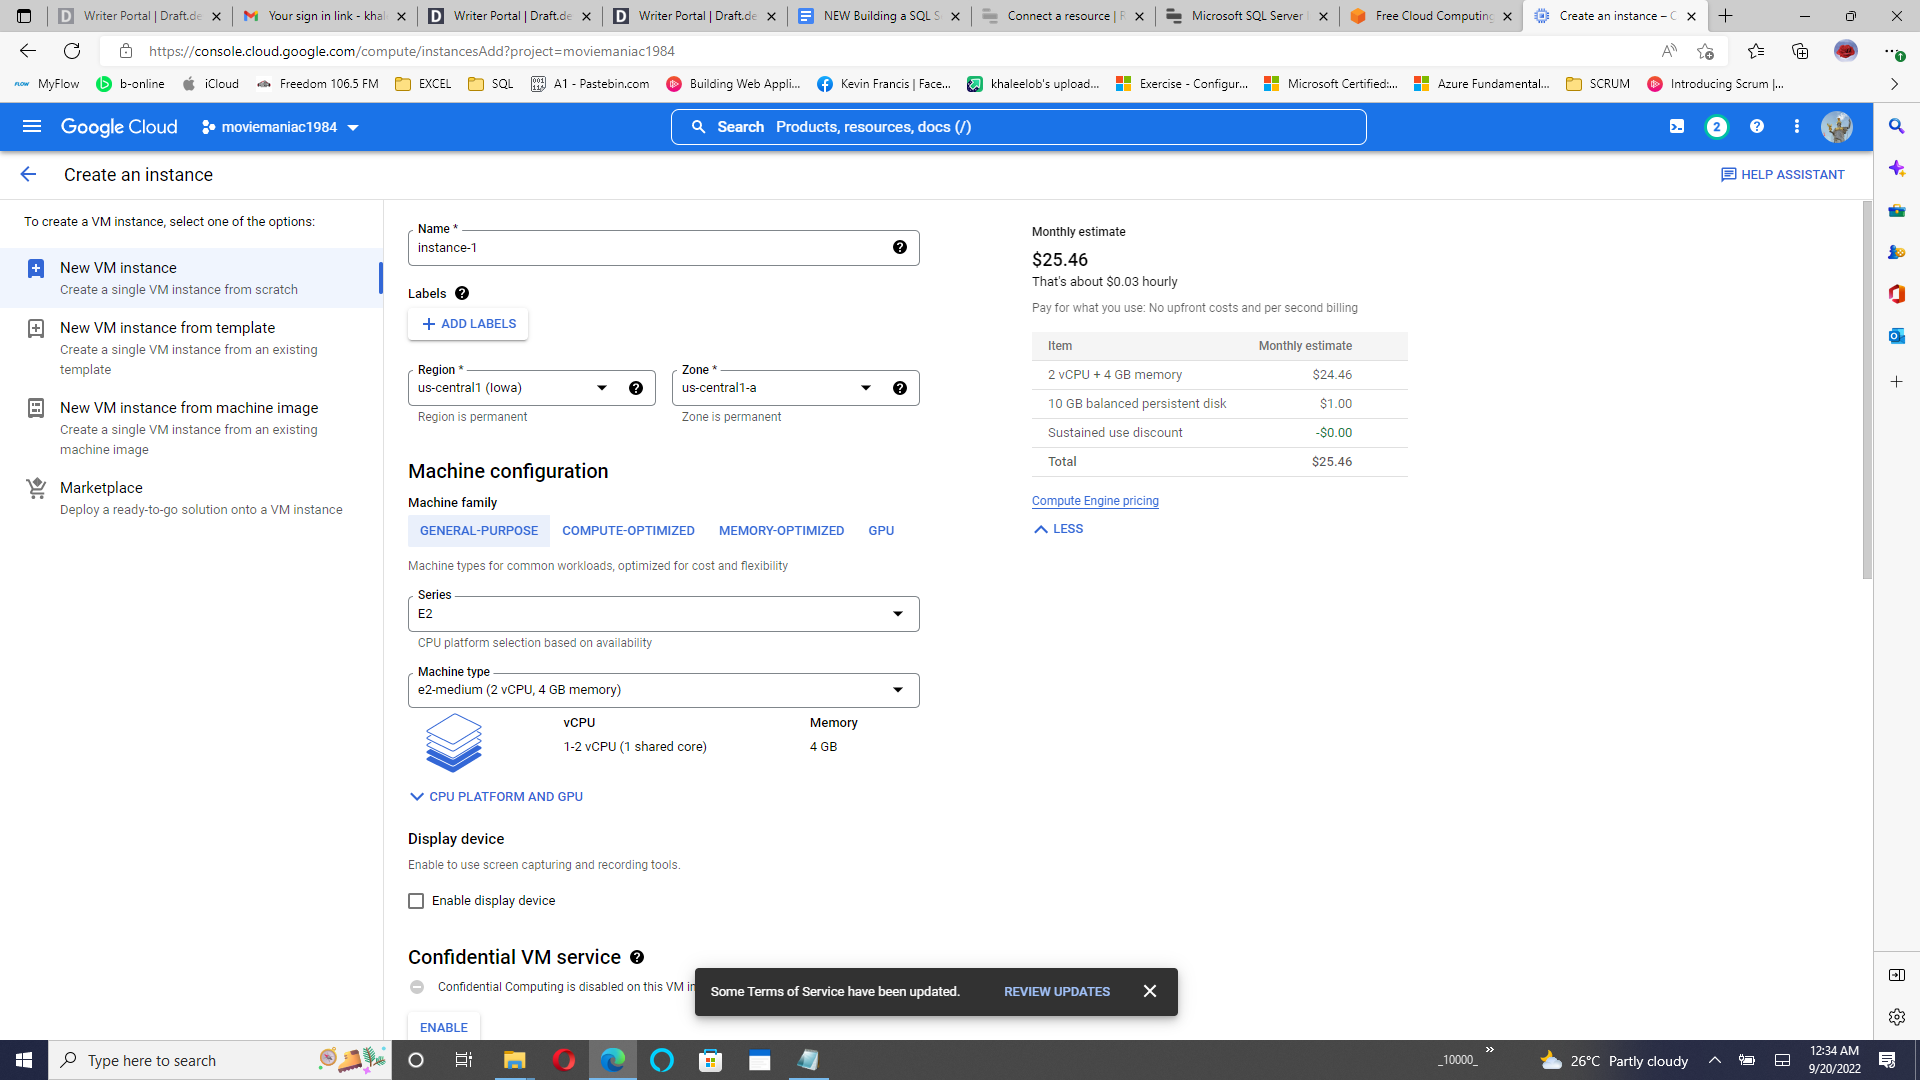 Writer Portal | Draft.de
Your sign in link - khal
Writer Portal | Draft.de
Writer Portal | Draft.de
NEW Building a SQL S
Connect a resource | R
Microsoft SQL Server
Free Cloud Computing
Create an instance – C
https://console.cloud.google.com/compute/instancesAdd?project=moviemaniac1984
MyFlow
b-online
iCloud
Freedom 106.5 FM
EXCEL
SQL
A1 - Pastebin.com
Building Web Appli...
Kevin Francis | Face...
khaleelob's upload...
Exercise - Configur...
Microsoft Certified:...
Azure Fundamental...
SCRUM
Introducing Scrum |...
Google Cloud
moviemaniac1984
Search Products, resources, docs (/)
2
Create an instance
HELP ASSISTANT
To create a VM instance, select one of the options:
New VM instance
Create a single VM instance from scratch
New VM instance from template
Create a single VM instance from an existing
template
New VM instance from machine image
Create a single VM instance from an existing
machine image
Marketplace
Deploy a ready-to-go solution onto a VM instance
Name *
instance-1
Labels
ADD LABELS
Region *
us-central1 (Iowa)
Region is permanent
Zone *
us-central1-a
Zone is permanent
Machine configuration
Machine family
GENERAL-PURPOSE
COMPUTE-OPTIMIZED
MEMORY-OPTIMIZED
GPU
Machine types for common workloads, optimized for cost and flexibility
Series
E2
CPU platform selection based on availability
Machine type
e2-medium (2 vCPU, 4 GB memory)
vCPU
1-2 vCPU (1 shared core)
Memory
4 GB
CPU PLATFORM AND GPU
Display device
Enable to use screen capturing and recording tools.
Enable display device
Confidential VM service
Confidential Computing is disabled on this VM in
ENABLE
Monthly estimate
$25.46
That's about $0.03 hourly
Pay for what you use: No upfront costs and per second billing
Item Monthly estimate
2 vCPU + 4 GB memory $24.46
10 GB balanced persistent disk $1.00
Sustained use discount -$0.00
Total $25.46
Compute Engine pricing
LESS
Some Terms of Service have been updated.
REVIEW UPDATES
Type here to search
_10000_
26°C Partly cloudy
12:34 AM
9/20/2022